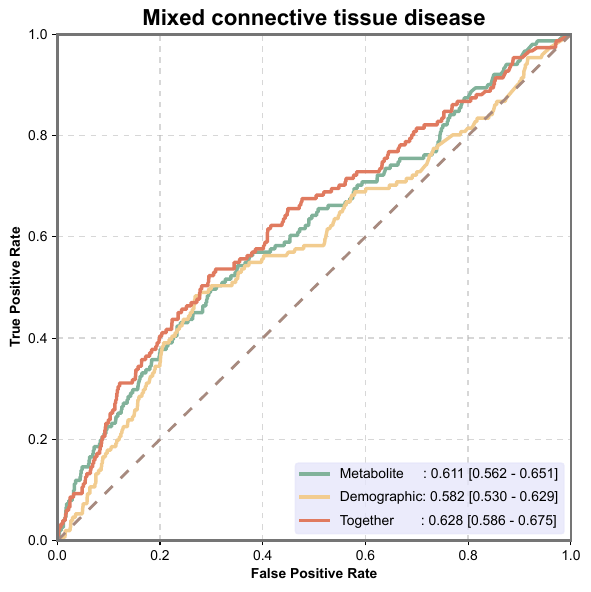 Mixed connective tissue disease
1.0
0.8
0.6
0.4
0.2
0.0
True Positive Rate
Metabolite : 0.611 [0.562 - 0.651]
Demographic: 0.582 [0.530 - 0.629]
Together : 0.628 [0.586 - 0.675]
0.0 0.2 0.4 0.6 0.8 1.0
False Positive Rate